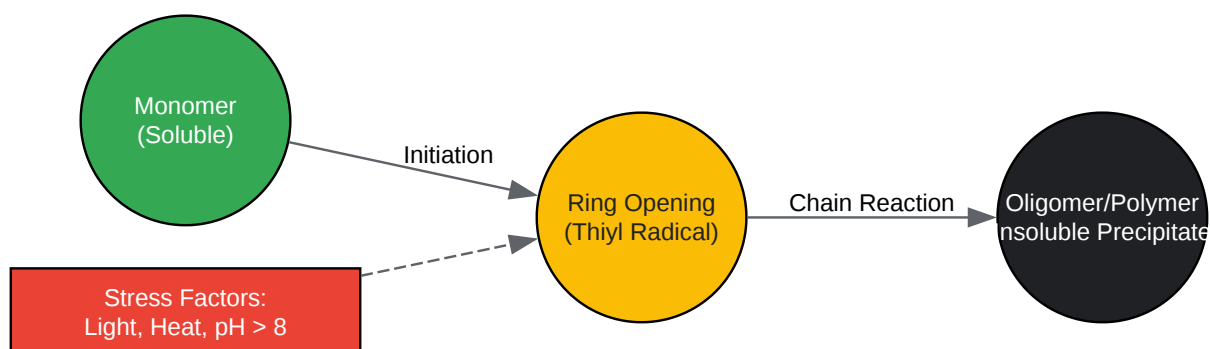 Monomer
(Soluble)
Initiation
Ring Opening
(Thiyl Radical)
Chain Reaction
Oligomer/Polymer
nsoluble Precipitate
Stress Factors:
Light, Heat, pH > 8